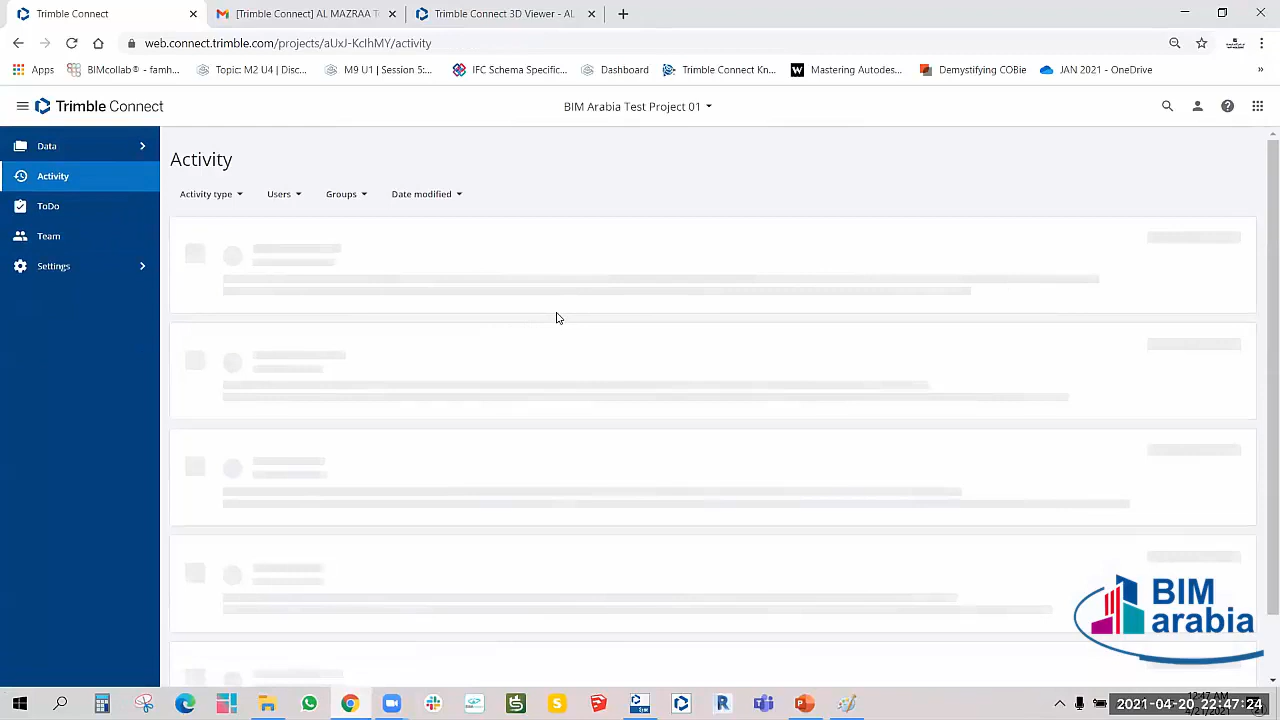 Trimble Connect
[Trimble Connect] AL MAZRAA T
Trimble Connect 3D Viewer - AL
web.connect.trimble.com/projects/aUxJ-KclhMY/activity
Apps
BIMcollab® - famh...
Topic: M2 U4 | Disc...
M9 U1 | Session 5:...
IFC Schema Specific...
Dashboard
Trimble Connect Kn...
Mastering Autodes...
Demystifying COBie
JAN 2021 - OneDrive
Trimble Connect
BIM Arabia Test Project 01
Data
Activity
ToDo
Team
Settings
Activity
Activity type
Users
Groups
Date modified
BIM
arabia
12:47 AM
2021-04-20 22:47:24